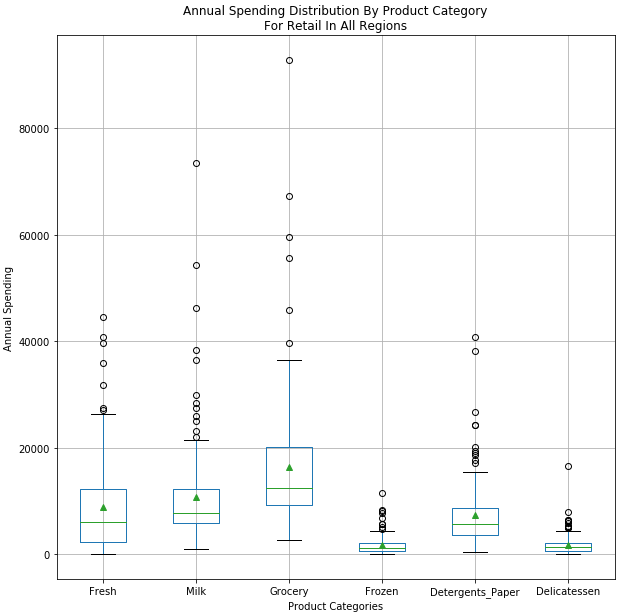 Annual Spending Distribution By Product Category
For Retail In All Regions
Annual Spending
80000
60000
40000
20000
0
Fresh
Milk
Grocery
Frozen
Detergents_Paper
Delicatessen
Product Categories